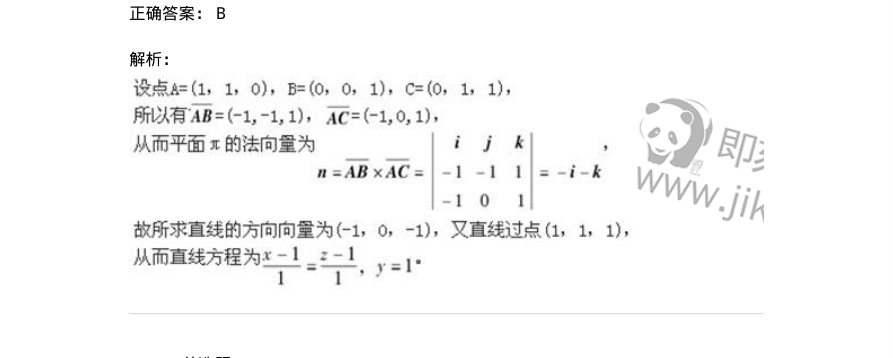 正确答案： B
解析：
设点A=(1, 1, 0), B=(0, 0, 1), C=(0, 1, 1),
所以有AB=(-1,-1,1), AC=(-1,0,1),
从而平面π的法向量为
n = AB × AC = | i j k | = -i-k ,
| -1 -1 1 |
| -1 0 1 |
故所求直线的方向向量为(-1, 0, -1), 又直线过点(1, 1, 1),
从而直线方程为 x-1/1 = z-1/1, y=1。
即
www.jik